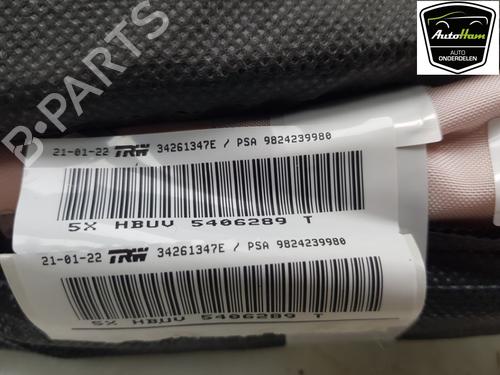 AutoHam
AUTO
ONDERDELEN
B-PARTS
21-01-22 TRW 34261347E / PSA 9824239980
5X HBUV 5406289 T
21-01-22 TRW 34261347E / PSA 9824239980
5X HBUV 5406289 T